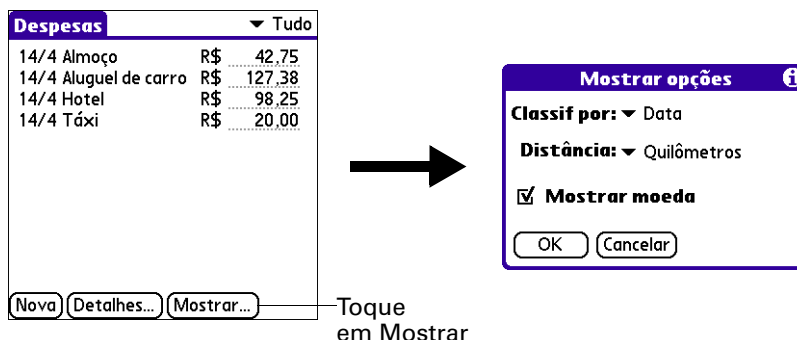 Despesas Tudo
14/4 Almoço R$ 42,75
14/4 Aluguel de carro R$ 127,38
14/4 Hotel R$ 98,25
14/4 Táxi R$ 20,00
Nova Detalhes... Mostrar...
Toque
em Mostrar
Mostrar opções i
Classif por: Data
Distância: Quilômetros
Mostrar moeda
OK Cancelar